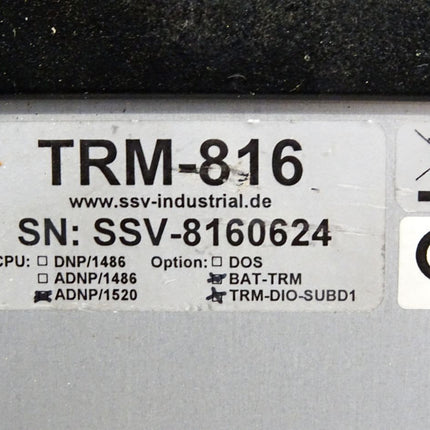 TRM-816
www.ssv-industrial.de
SN: SSV-8160624
CPU: ☐ DNP/1486 Option: ☐ DOS
☐ ADNP/1486 ☒ BAT-TRM
☒ ADNP/1520 ☒ TRM-DIO-SUBD1